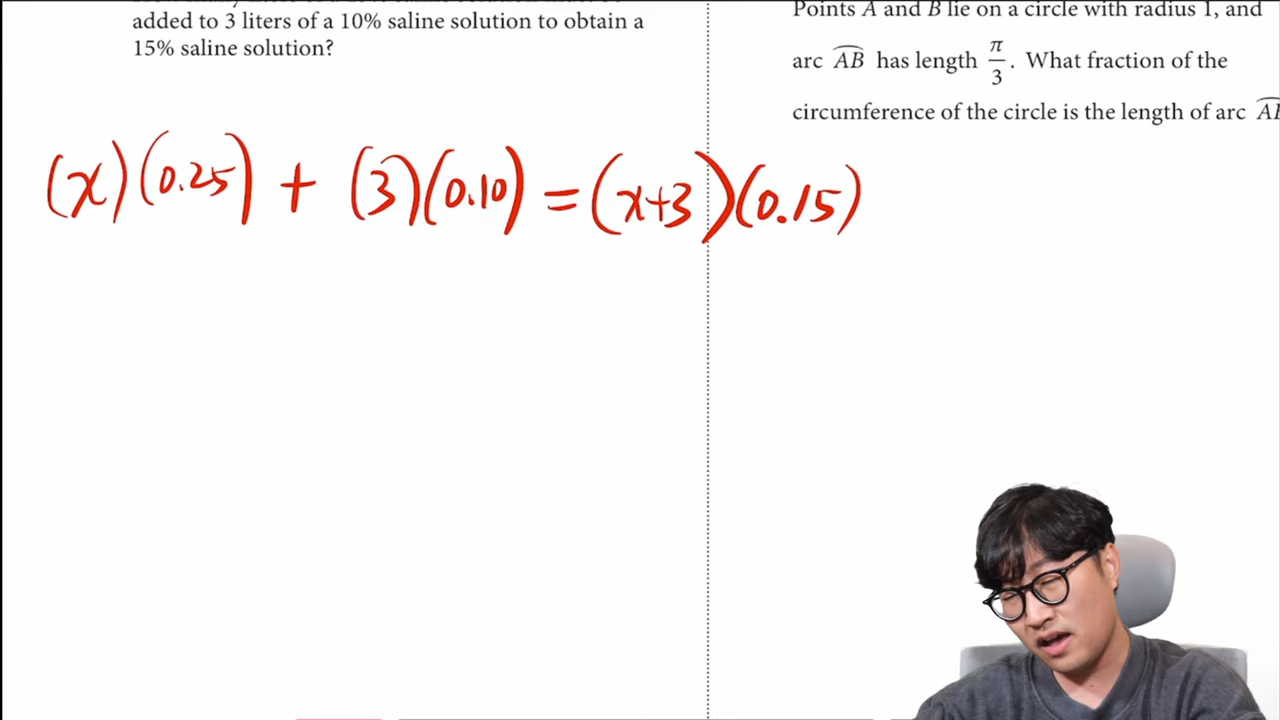 added to 3 liters of a 10% saline solution to obtain a
15% saline solution?
(x)(0.25) + (3)(0.10) = (x+3)(0.15)
Points A and B lie on a circle with radius 1, and
arc AB has length π/3. What fraction of the
circumference of the circle is the length of arc